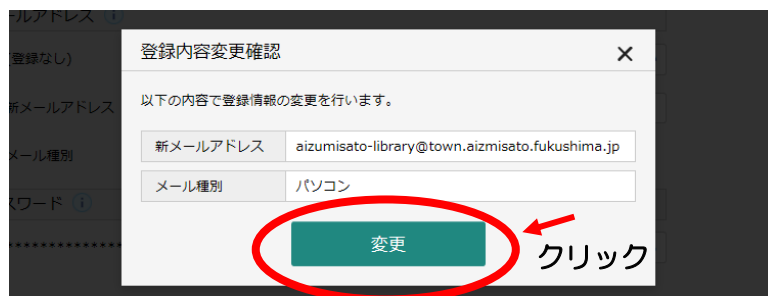 ールアドレス i
登録内容変更確認 ×
(登録なし)
以下の内容で登録情報の変更を行います。
新メールアドレス
新メールアドレス aizumisato-library@town.aizmisato.fukushima.jp
メール種別
メール種別 パソコン
スワード i
変更
**************
クリック